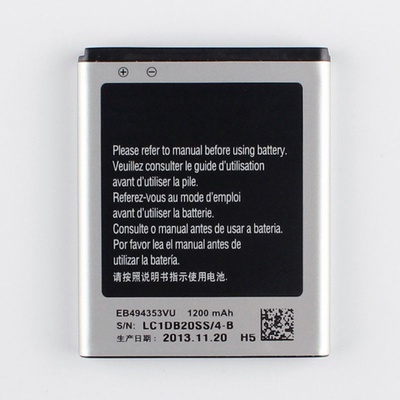 Please refer to manual before using battery.
Veuillez consulter le guide d'utilisation
avant d'utiliser la pile.
Referez-vous au mode d'emploi
avant d'utiliser la batterie.
Consulte o manual antes de usar a bateria.
Por favor lea el manual antes de
utilizar la batería.
请按照说明书指示使用电池.
EB494353VU 1200 mAh
S/N: LC1DB20SS/4-B
生产日期: 2013.11.20 H5